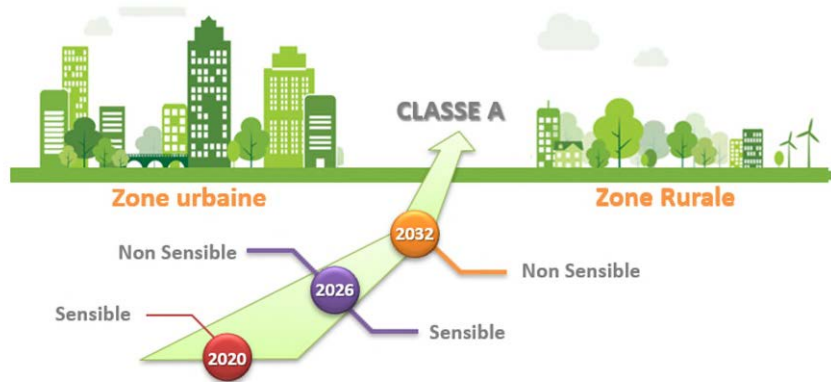 CLASSE A
Zone urbaine
Zone Rurale
2032
Non Sensible
Non Sensible
2026
Sensible
Sensible
2020